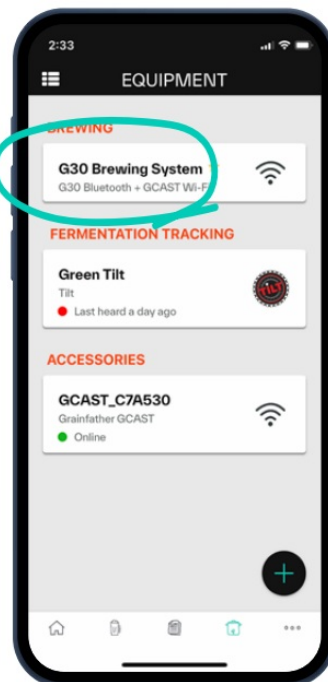 2:33
EQUIPMENT
BREWING
G30 Brewing System
G30 Bluetooth + GCAST Wi-Fi
FERMENTATION TRACKING
Green Tilt
Tilt
TILT
Last heard a day ago
ACCESSORIES
GCAST_C7A530
Grainfather GCAST
Online